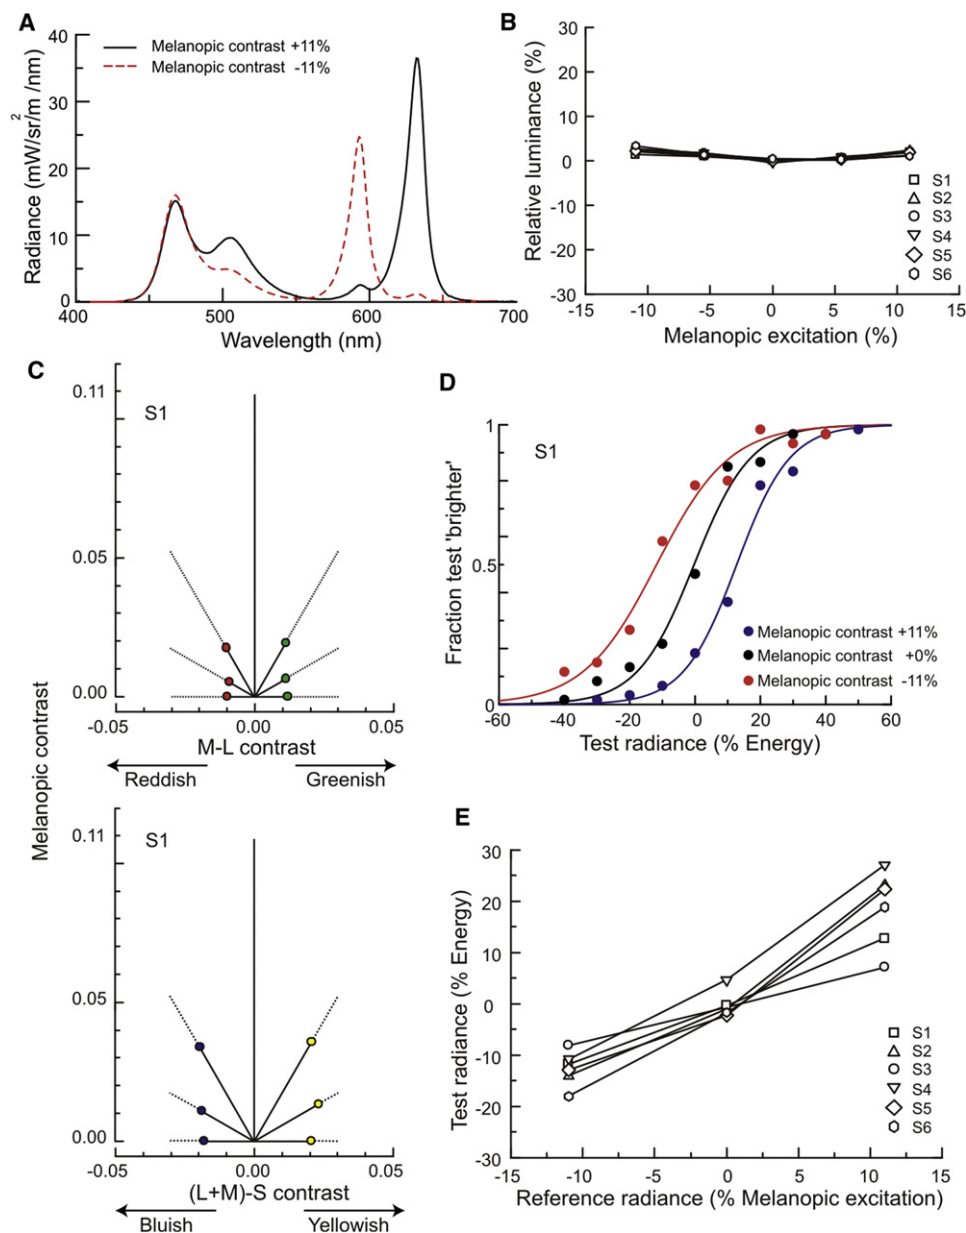 A
40
30
20
10
0
Radiance (mW/sr/m²/nm)
Melanopic contrast +11%
Melanopic contrast -11%
400
500
600
700
Wavelength (nm)
B
30
20
10
0
-10
-20
-30
Relative luminance (%)
S1
S2
S3
S4
S5
S6
-15
-10
-5
0
5
10
15
Melanopic excitation (%)
C
0.11
0.05
0.00
S1
-0.05
0.00
0.05
M-L contrast
Reddish
Greenish
Melanopic contrast
0.11
0.05
0.00
S1
-0.05
0.00
0.05
(L+M)-S contrast
Bluish
Yellowish
D
1
0.5
0
Fraction test 'brighter'
S1
Melanopic contrast +11%
Melanopic contrast +0%
Melanopic contrast -11%
-60
-20
0
20
40
60
Test radiance (% Energy)
E
30
20
10
0
-10
-20
-30
Test radiance (% Energy)
S1
S2
S3
S4
S5
S6
-15
-10
-5
0
5
10
15
Reference radiance (% Melanopic excitation)